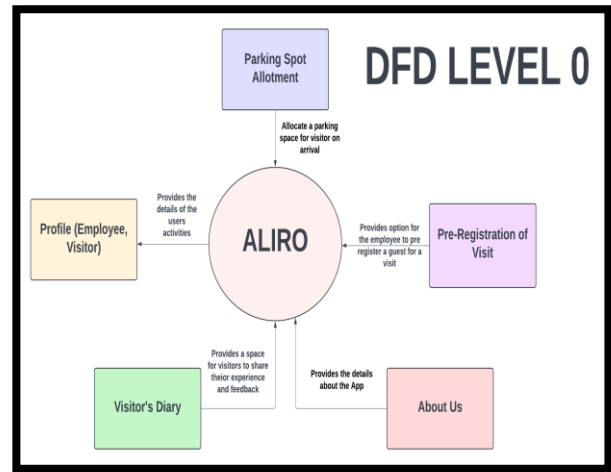 DFD LEVEL 0
Parking Spot
Allotment
Allocate a parking
space for visitor on
arrival
Provides the
details of the
users
activities
Profile (Employee,
Visitor)
ALIRO
Provides option for
the employee to pre
register a guest for a
visit
Pre-Registration of
Visit
Provides a space
for visitors to share
theior experience
and feedback
Provides the details
about the App
Visitor's Diary
About Us